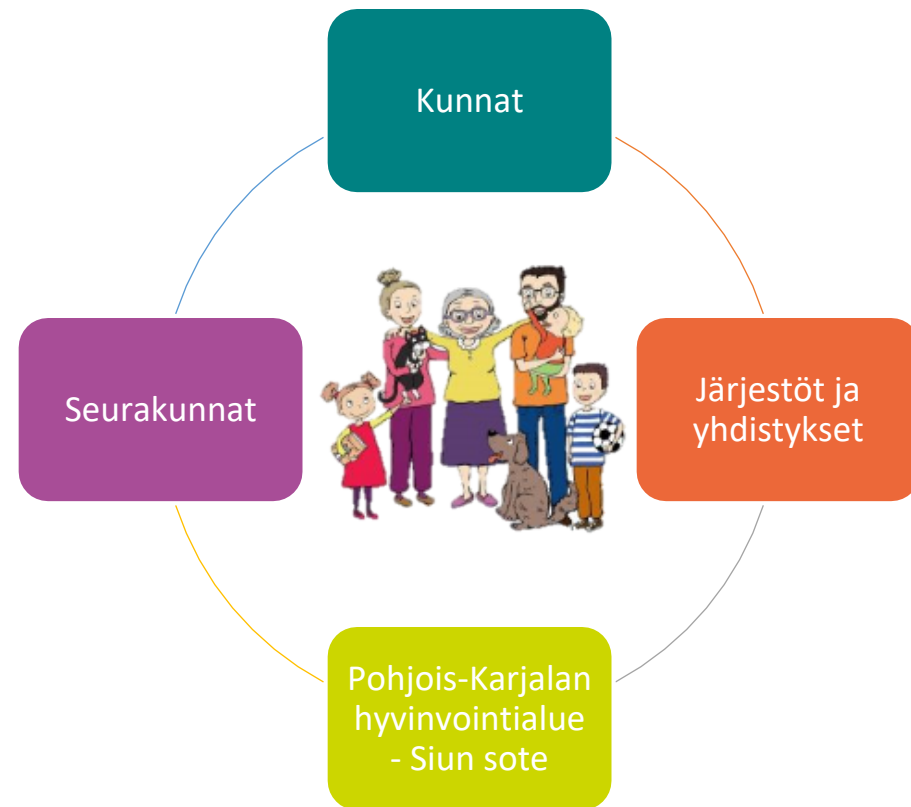 Kunnat
Seurakunnat
Järjestöt ja
yhdistykset
Pohjois-Karjalan
hyvinvointialue
- Siun sote